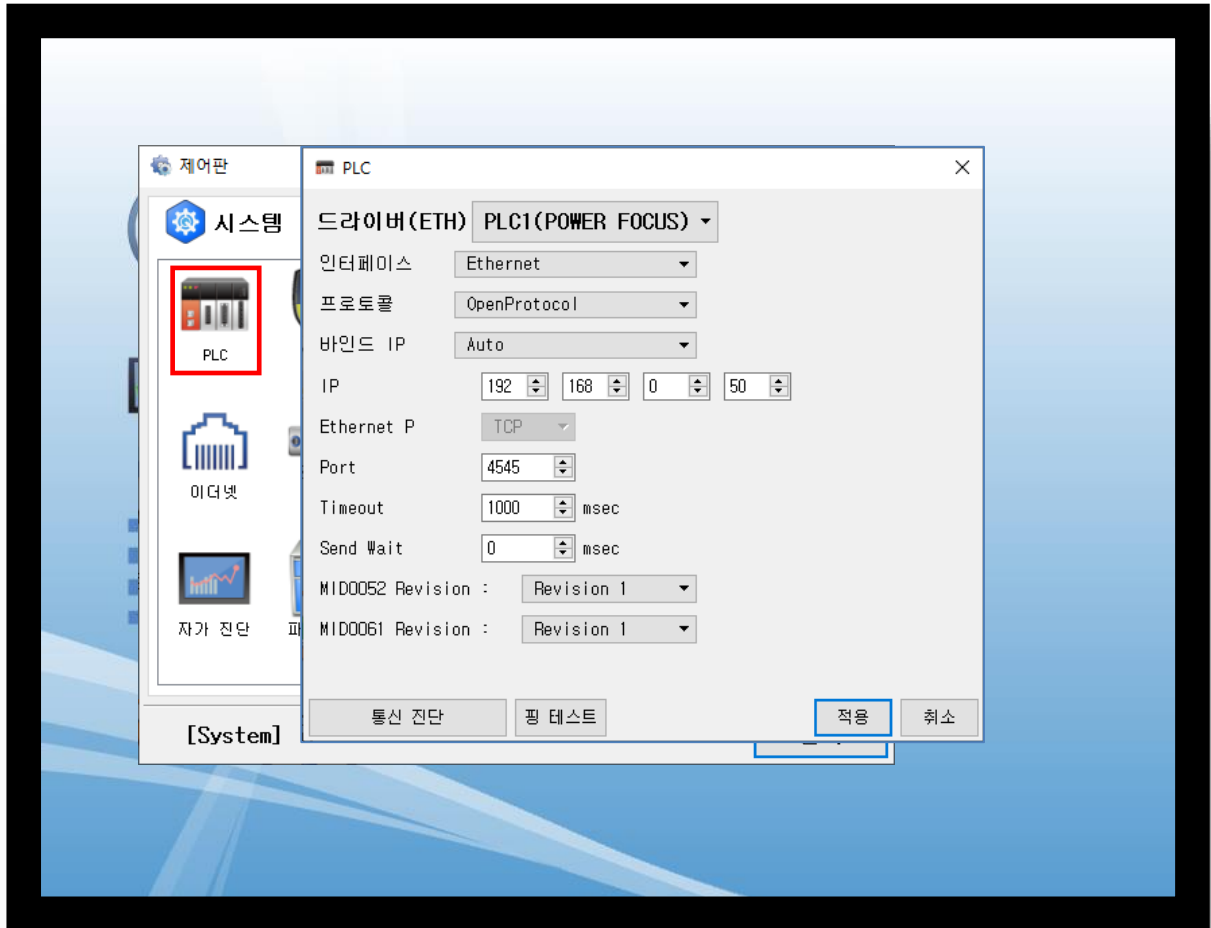 제어판
PLC
시스템
드라이버(ETH) PLC1(POWER FOCUS)
인터페이스 Ethernet
프로토콜 OpenProtocol
바인드 IP Auto
IP 192 168 0 50
Ethernet P TCP
Port 4545
Timeout 1000 msec
Send Wait 0 msec
MID0052 Revision : Revision 1
MID0061 Revision : Revision 1
PLC
이더넷
자가 진단
통신 진단 핑 테스트 적용 취소
[System]